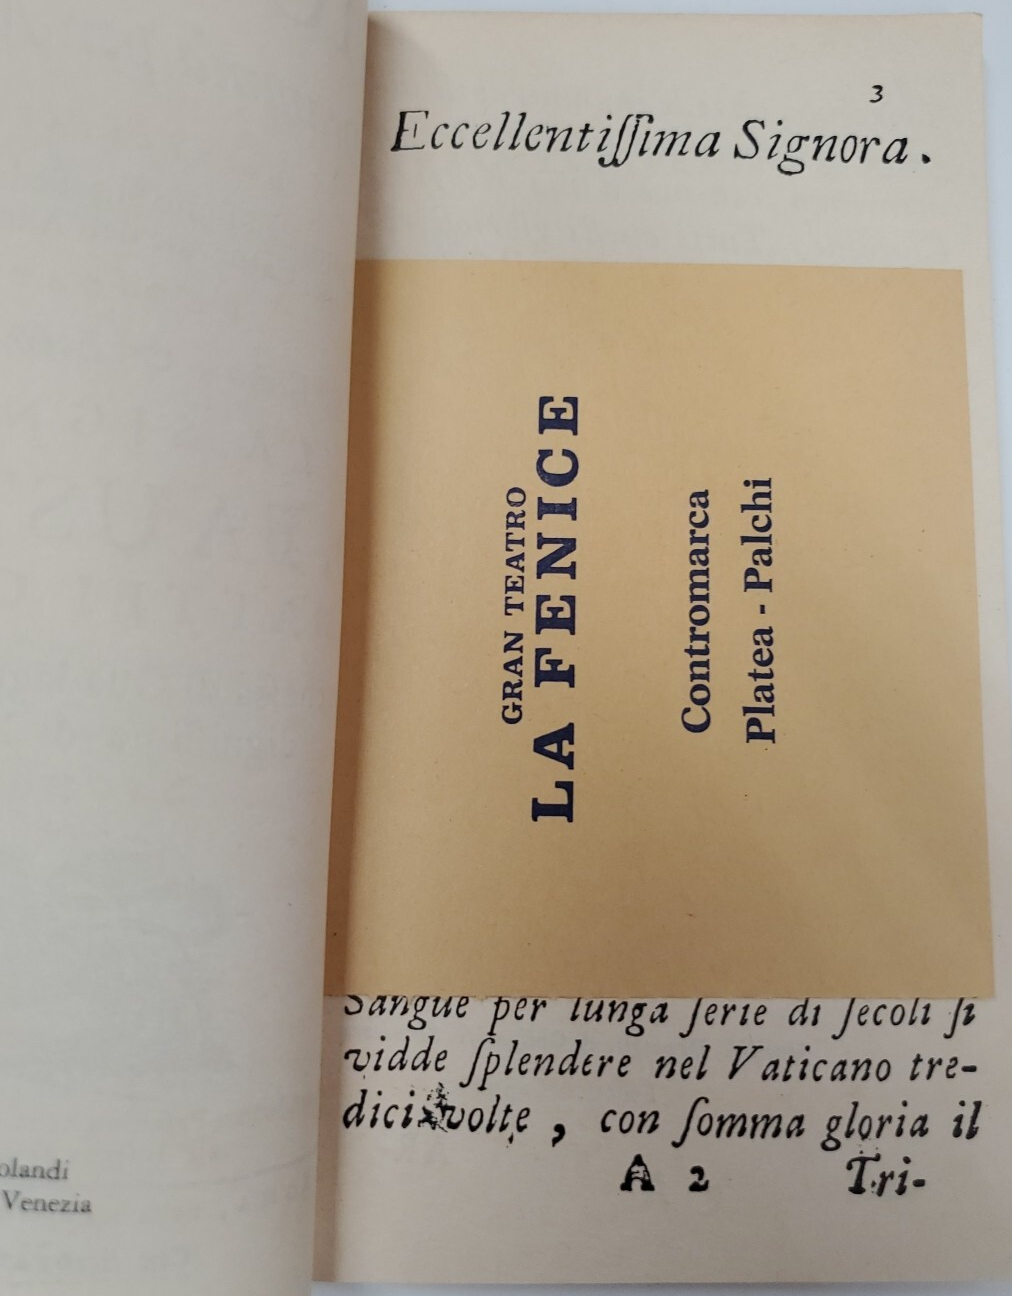 3
Eccellentiſſima Signora.
GRAN TEATRO
LA FENICE
Contromarca
Platea - Palchi
Sangue per lunga ſerie di ſecoli ſi
vidde ſplendere nel Vaticano tre-
dici volte, con ſomma gloria il
A 2 Tri-
Venezia